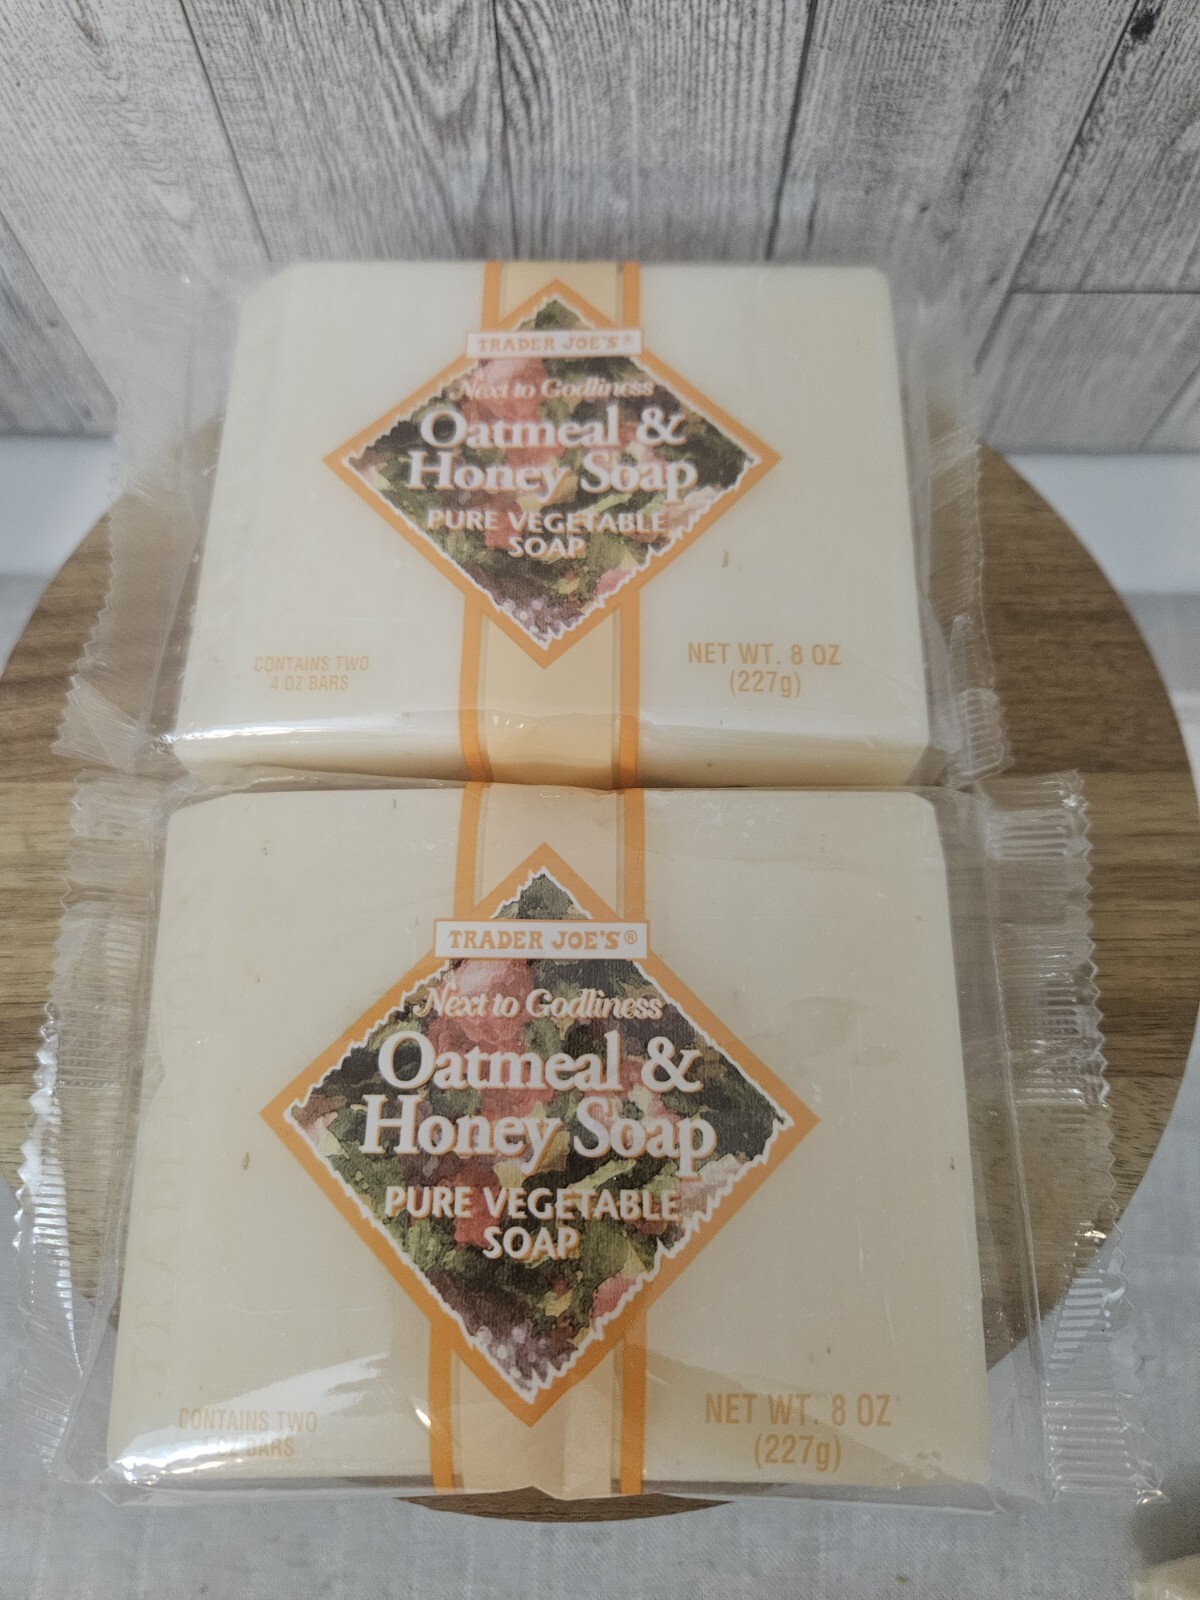 TRADER JOE'S®
Next to Godliness
Oatmeal &
Honey Soap
PURE VEGETABLE
SOAP
CONTAINS TWO
4 OZ BARS
NET WT. 8 OZ
(227g)
TRADER JOE'S®
Next to Godliness
Oatmeal &
Honey Soap
PURE VEGETABLE
SOAP
CONTAINS TWO
OZ BARS
NET WT. 8 OZ
(227g)